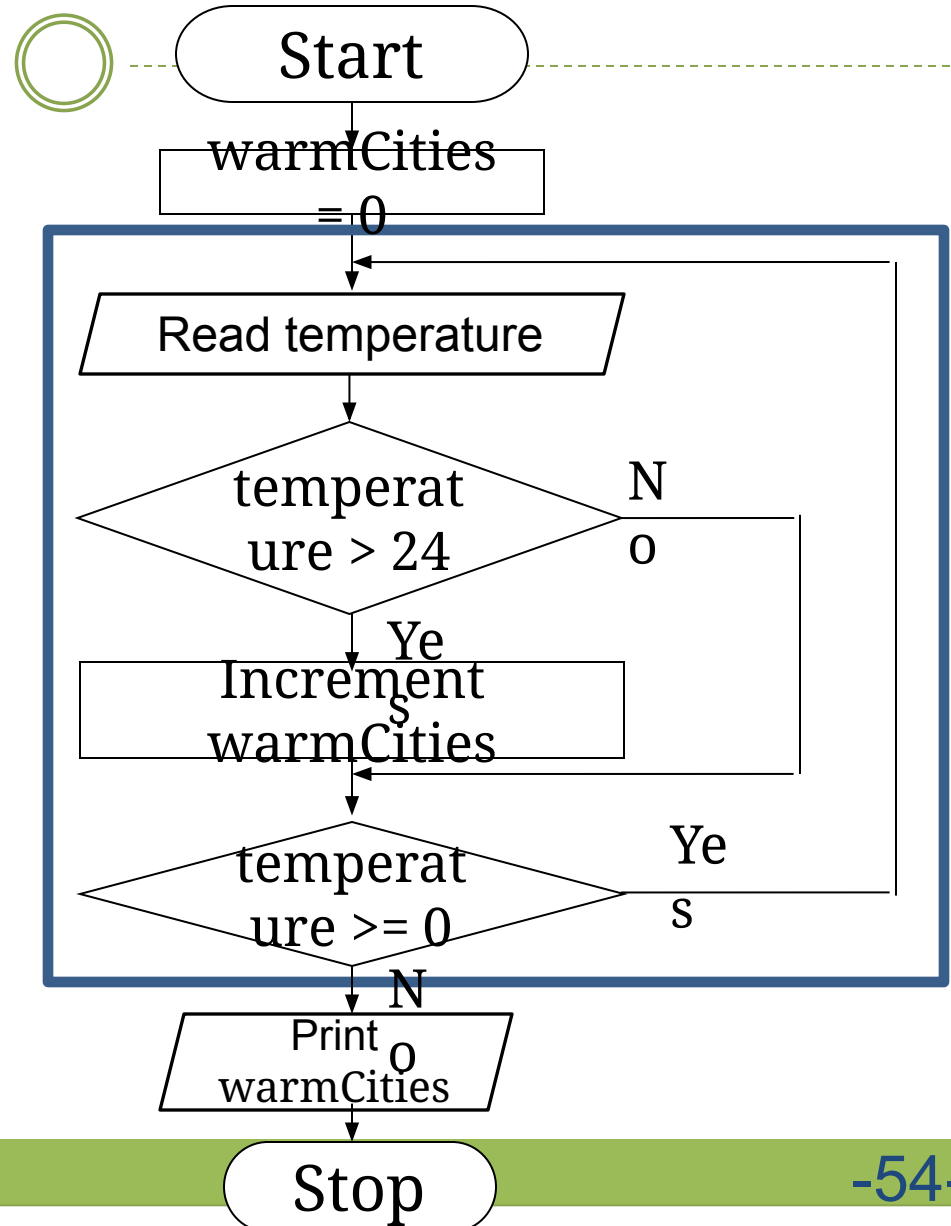 Start
warmCities
= 0
Read temperature
temperat
ure > 24
N
o
Ye
s
Increment
warmCities
temperat
ure >= 0
Ye
s
N
o
Print
warmCities
Stop
-54-